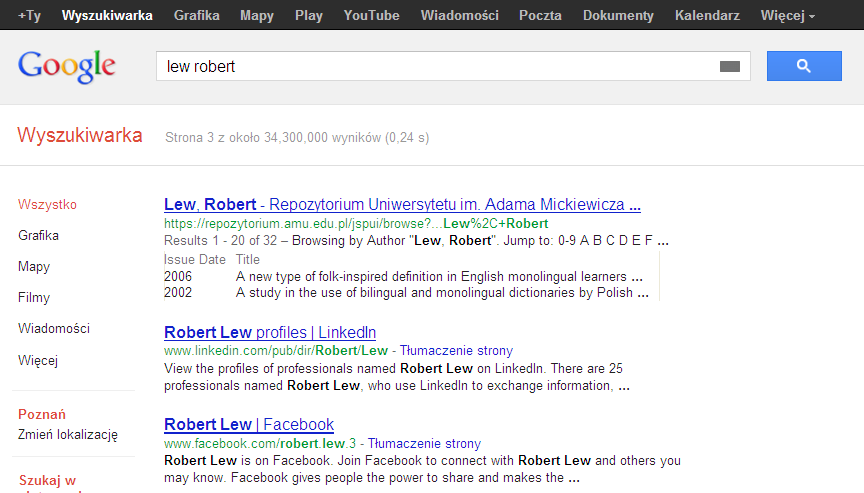 +Ty Wyszukiwarka Grafika Mapy Play YouTube Wiadomości Poczta Dokumenty Kalendarz Więcej
Google lew robert
Wyszukiwarka Strona 3 z około 34,300,000 wyników (0,24 s)
Wszystko
Grafika
Mapy
Filmy
Wiadomości
Więcej
Poznań
Zmień lokalizację
Szukaj w
Lew, Robert - Repozytorium Uniwersytetu im. Adama Mickiewicza ...
https://repozytorium.amu.edu.pl/jspui/browse?...Lew%2C+Robert
Results 1 - 20 of 32 – Browsing by Author "Lew, Robert". Jump to: 0-9 A B C D E F ...
Issue Date Title
2006 A new type of folk-inspired definition in English monolingual learners ...
2002 A study in the use of bilingual and monolingual dictionaries by Polish ...
Robert Lew profiles | LinkedIn
www.linkedin.com/pub/dir/Robert/Lew - Tłumaczenie strony
View the profiles of professionals named Robert Lew on LinkedIn. There are 25
professionals named Robert Lew, who use LinkedIn to exchange information, ...
Robert Lew | Facebook
www.facebook.com/robert.lew.3 - Tłumaczenie strony
Robert Lew is on Facebook. Join Facebook to connect with Robert Lew and others you
may know. Facebook gives people the power to share and makes the ...